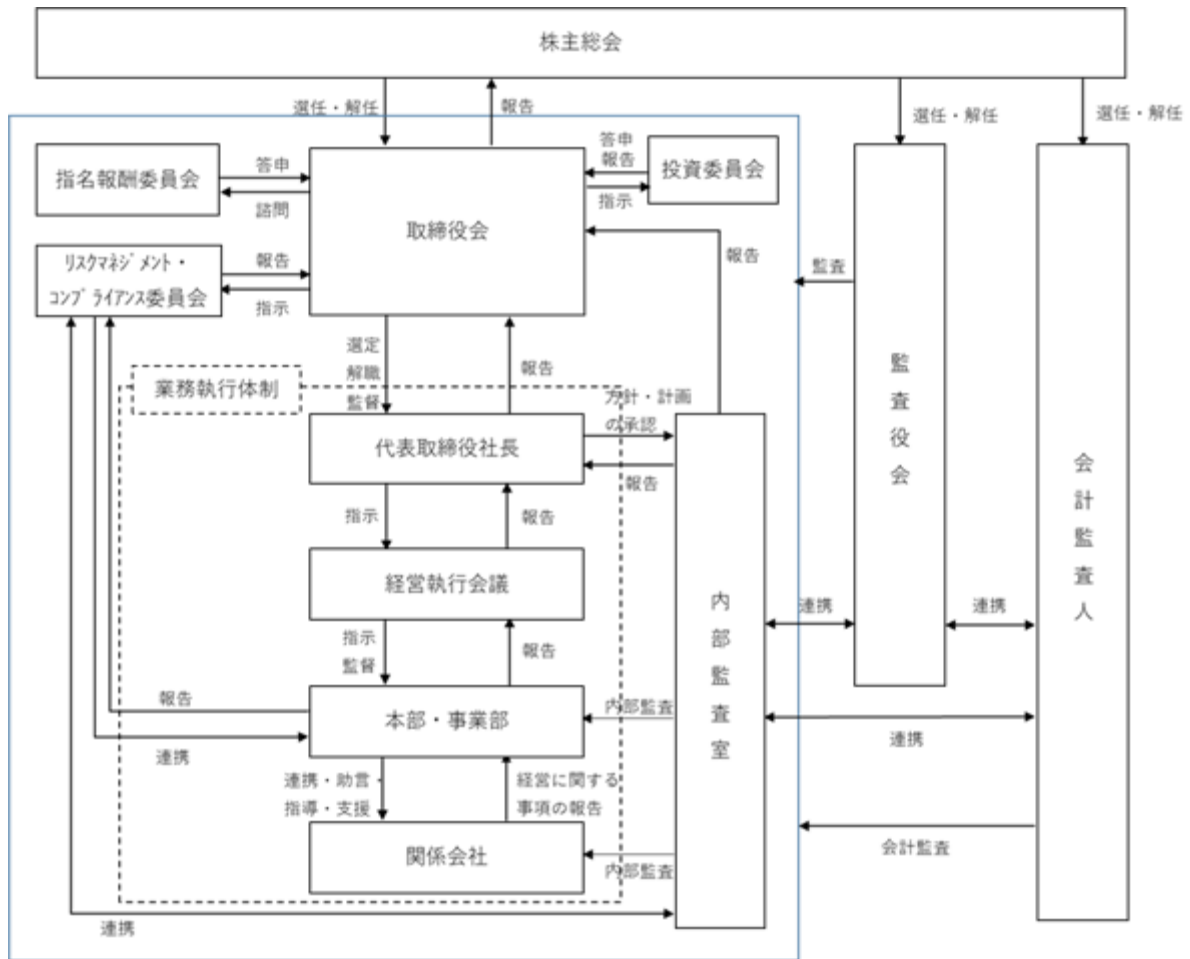 株主総会
選任・解任
報告
選任・解任
選任・解任
指名報酬委員会
答申
諮問
取締役会
答申
報告
指示
投資委員会
リスクマネジメント・
コンプライアンス委員会
報告
指示
報告
監査
選定
解職
監督
報告
業務執行体制
方針・計画
の承認
代表取締役社長
報告
監査役会
会計監査人
指示
報告
経営執行会議
内部監査室
連携
連携
指示
監督
報告
報告
本部・事業部
内部監査
連携
連携
連携・助言・
指導・支援
経営に関する
事項の報告
関係会社
内部監査
会計監査
連携